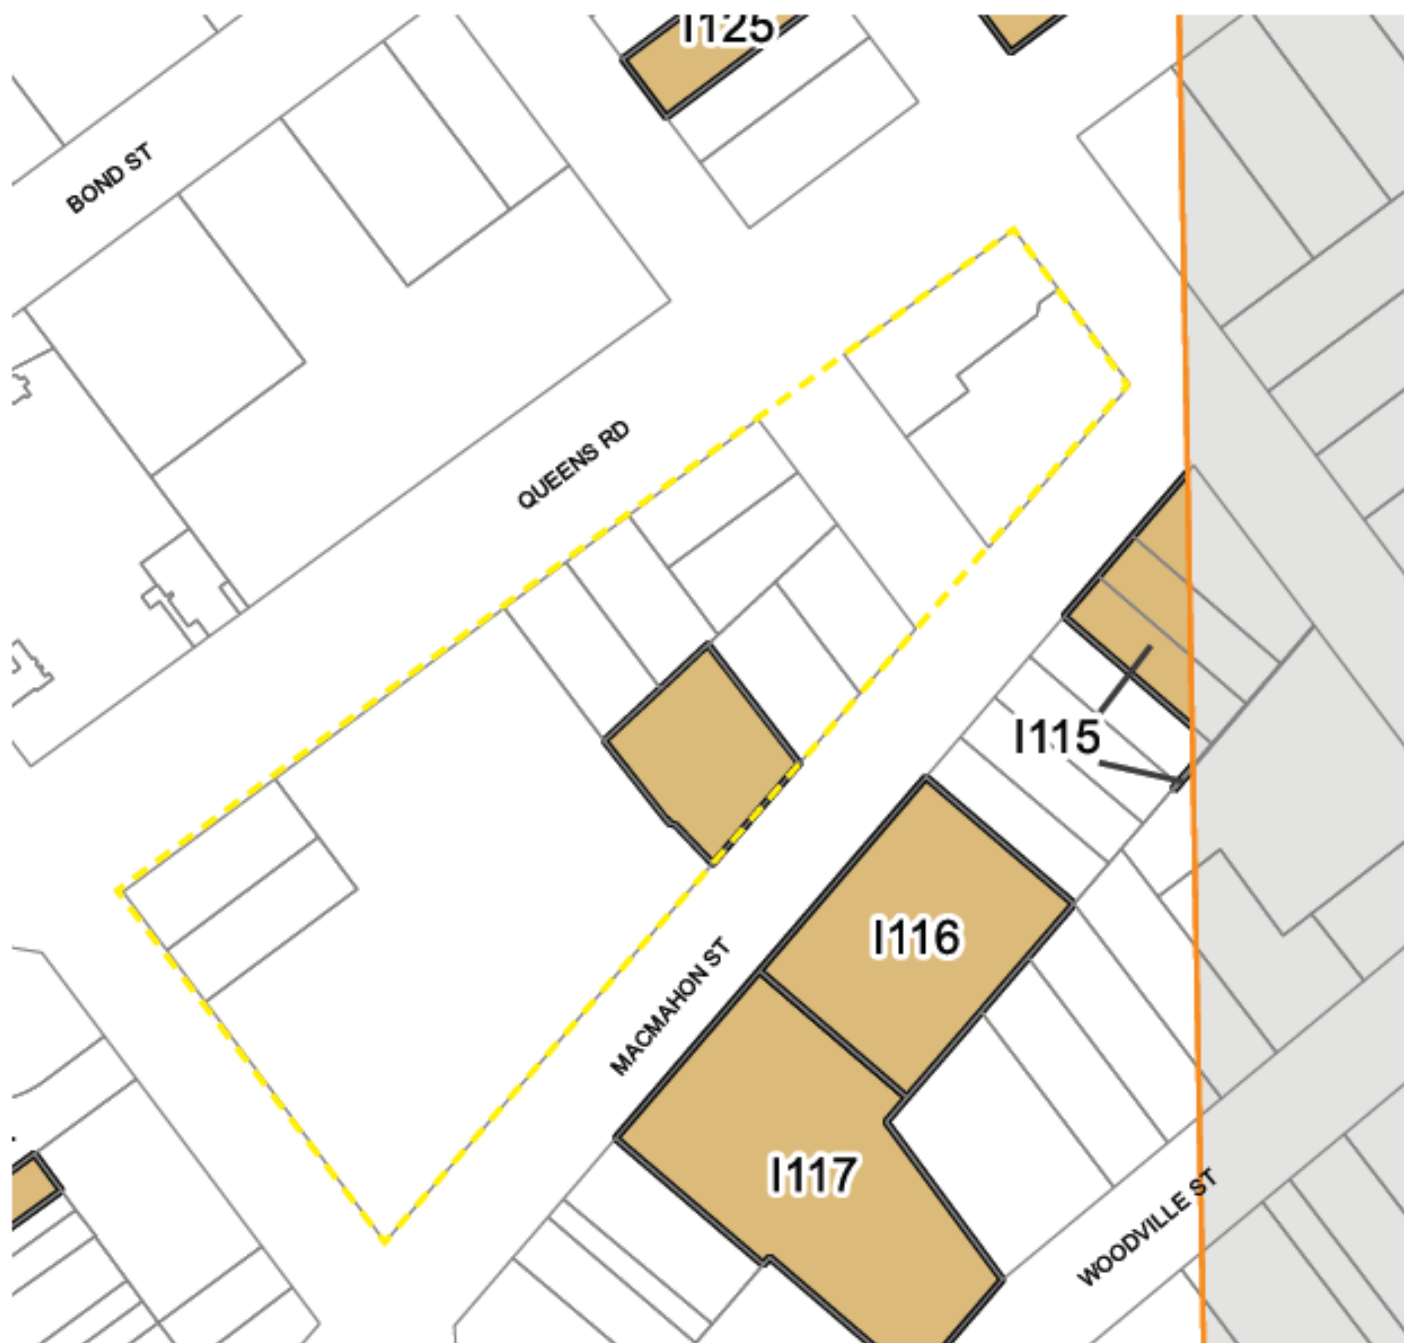 I125
BOND ST
QUEENS RD
I115
I116
MACMAHON ST
I117
WOODVILLE ST